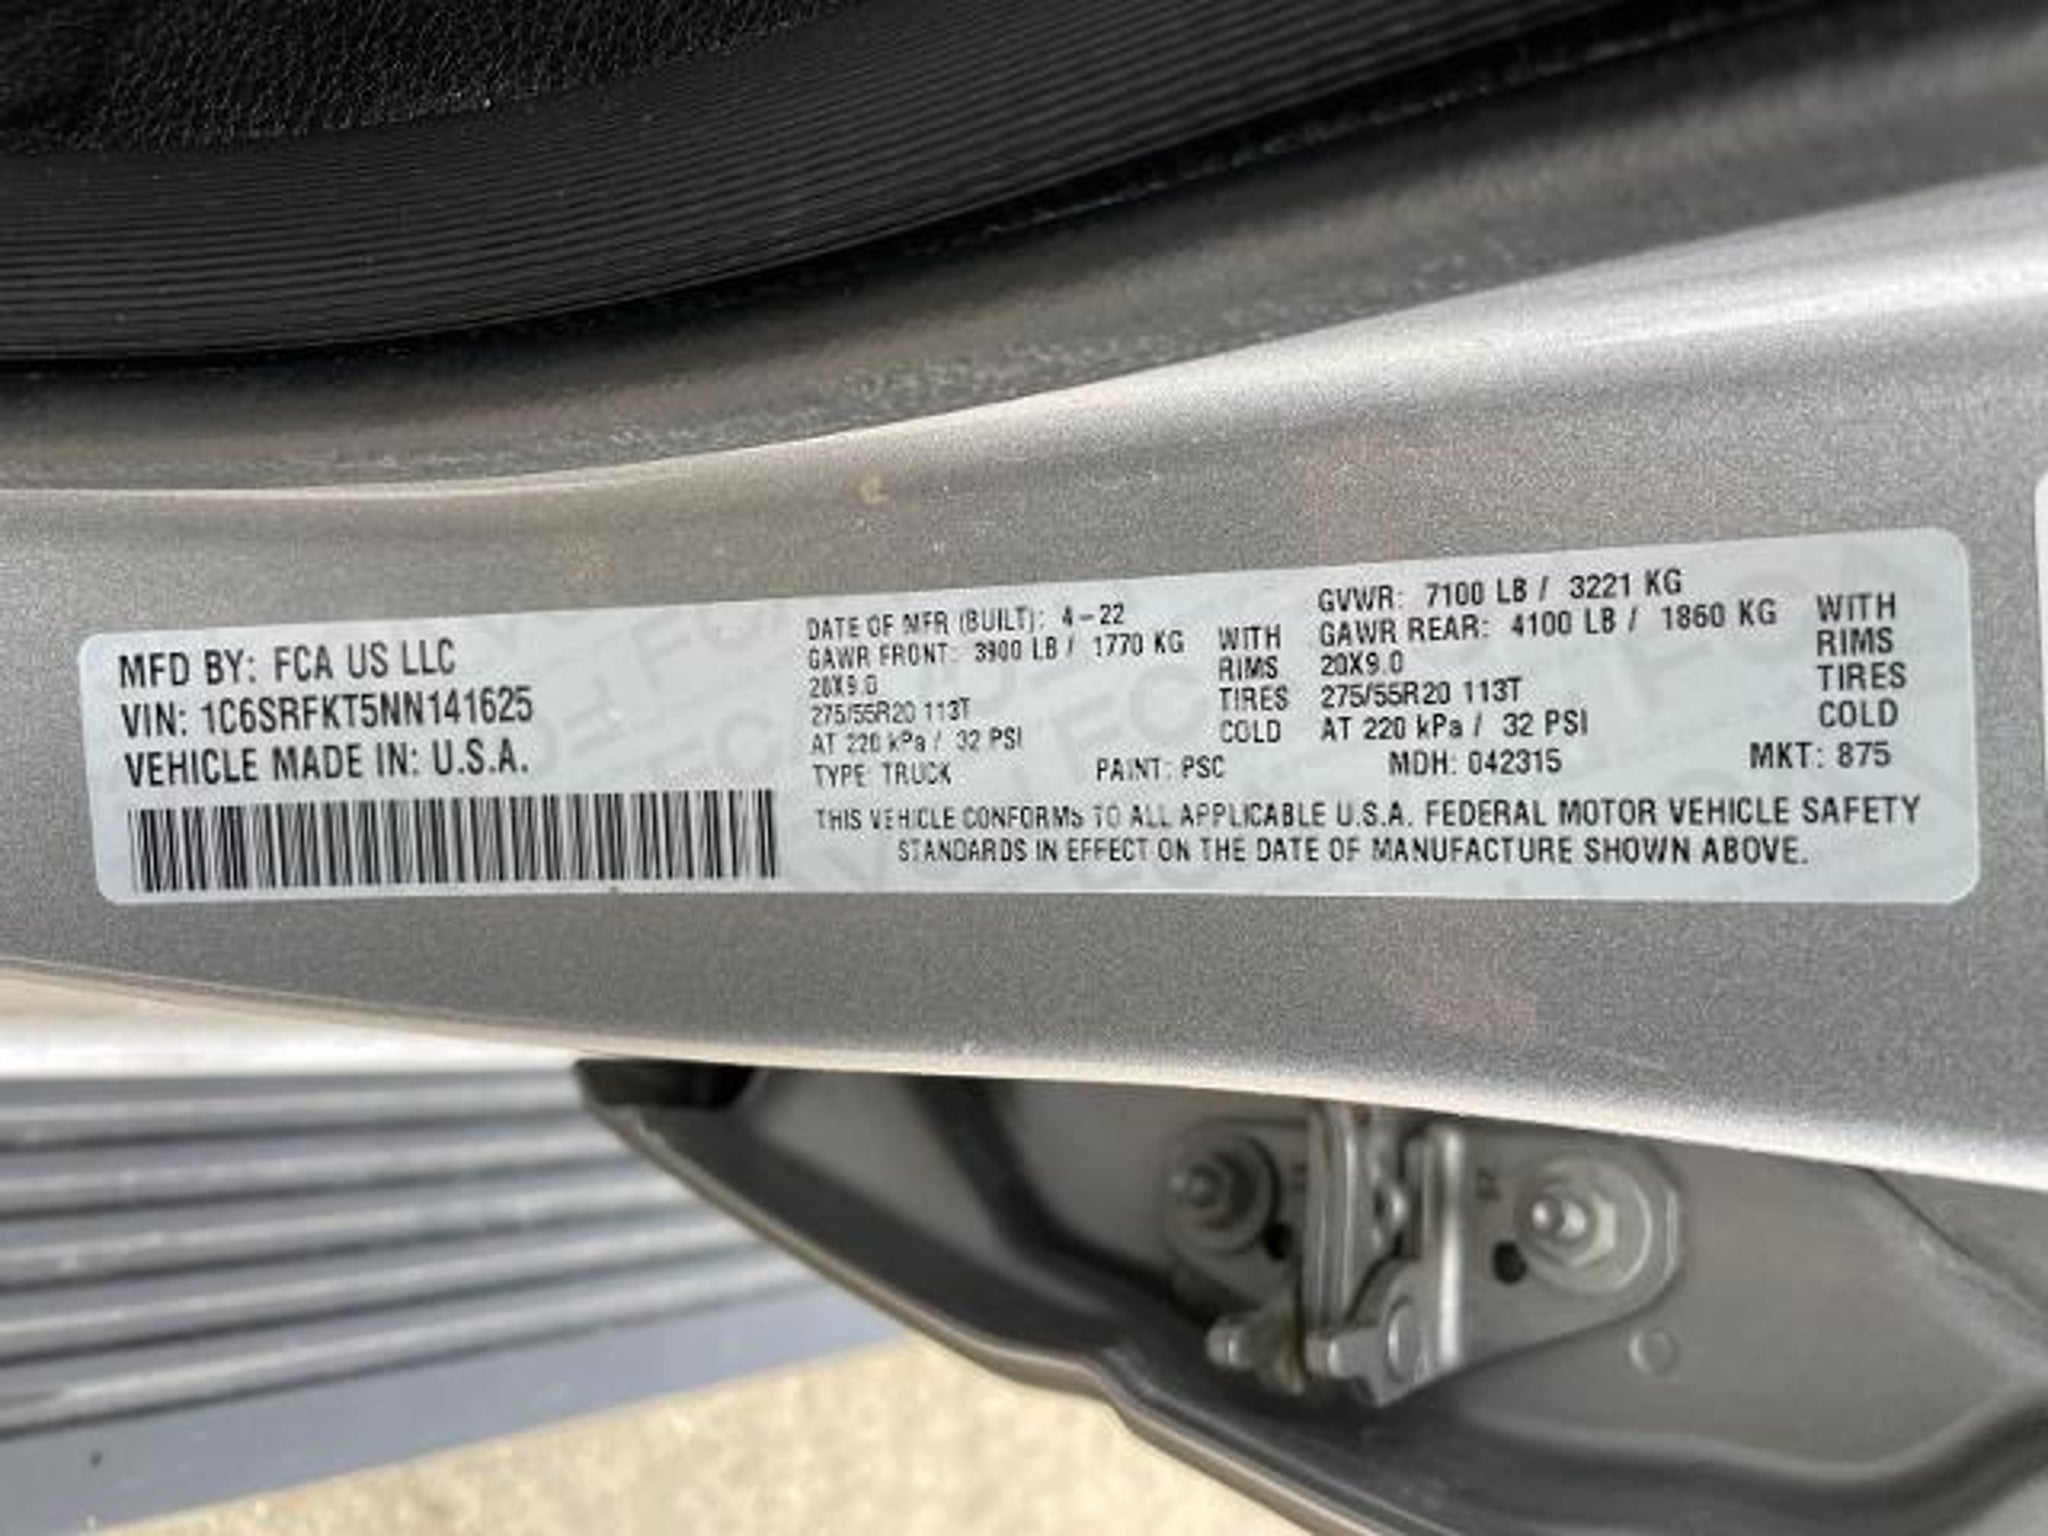 MFD BY: FCA US LLC
VIN: 1C6SRFKT5NN141625
VEHICLE MADE IN: U.S.A.
DATE OF MFR (BUILT): 4-22
GAWR FRONT: 3900 LB / 1770 KG
20X9.0
275/55R20 113T
AT 220 kPa / 32 PSI
WITH
RIMS
TIRES
COLD
GVWR: 7100 LB / 3221 KG
GAWR REAR: 4100 LB / 1860 KG
20X9.0
275/55R20 113T
AT 220 kPa / 32 PSI
WITH
RIMS
TIRES
COLD
TYPE: TRUCK PAINT: PSC MDH: 042315 MKT: 875
THIS VEHICLE CONFORMS TO ALL APPLICABLE U.S.A. FEDERAL MOTOR VEHICLE SAFETY
STANDARDS IN EFFECT ON THE DATE OF MANUFACTURE SHOWN ABOVE.